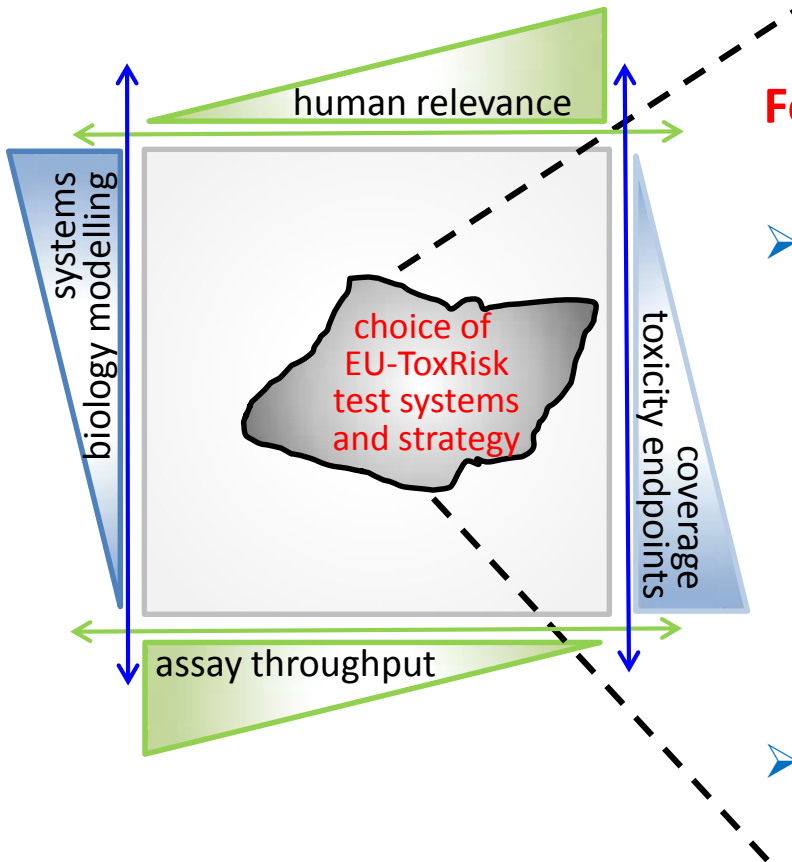 human relevance
systems
biology modelling
choice of
EU-ToxRisk
test systems
and strategy
coverage
toxicity endpoints
assay throughput